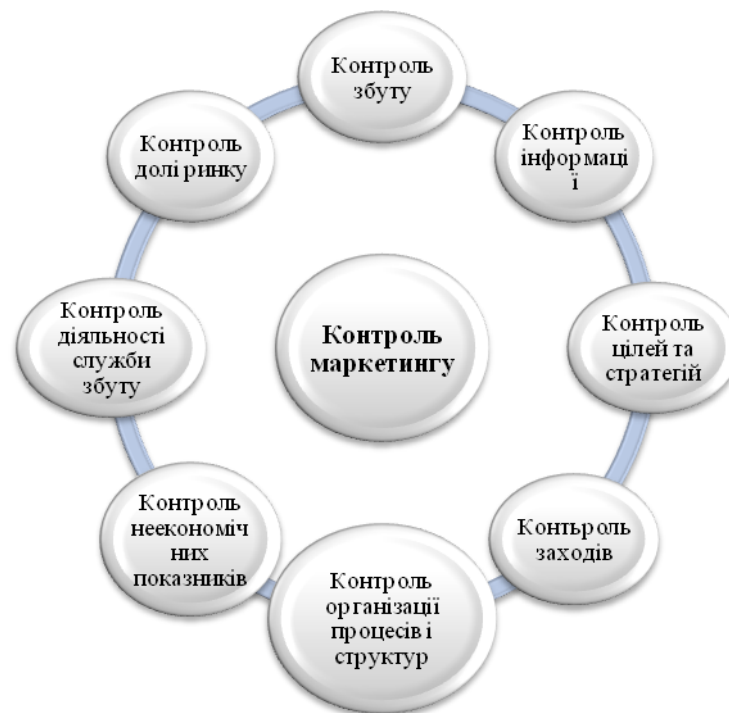 Контроль
збуту
Контроль
інформаці
ї
Контроль
цілей та
стратегій
Контьроль
заходів
Контроль
організації
процесів і
структур
Контроль
неекономіч
них
показників
Контроль
діяльності
служби
збуту
Контроль
долі ринку
Контроль
маркетингу